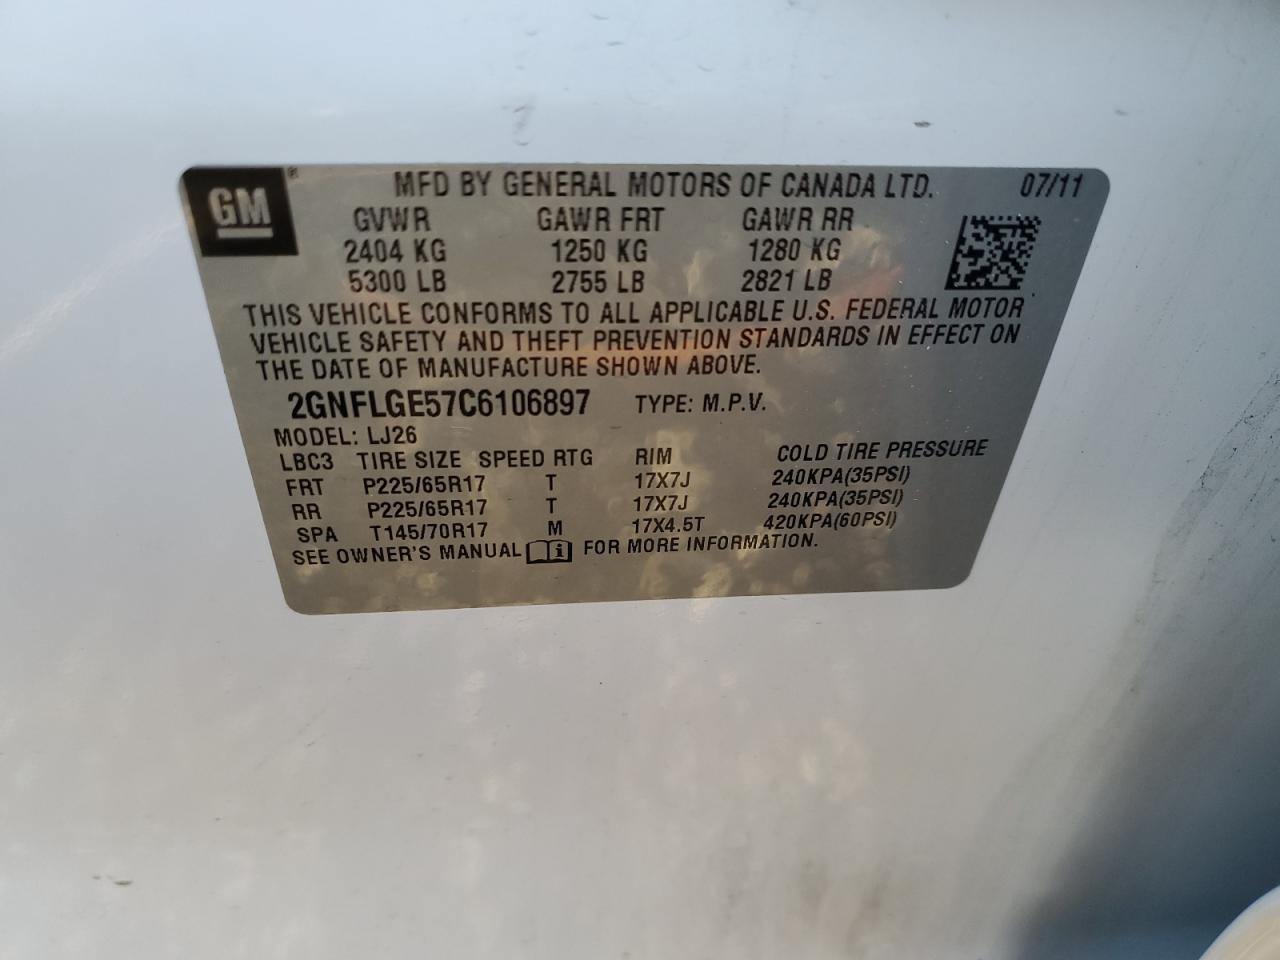 GM ® MFD BY GENERAL MOTORS OF CANADA LTD. 07/11
GVWR GAWR FRT GAWR RR
2404 KG 1250 KG 1280 KG
5300 LB 2755 LB 2821 LB
THIS VEHICLE CONFORMS TO ALL APPLICABLE U.S. FEDERAL MOTOR
VEHICLE SAFETY AND THEFT PREVENTION STANDARDS IN EFFECT ON
THE DATE OF MANUFACTURE SHOWN ABOVE.
2GNFLGE57C6106897 TYPE: M.P.V.
MODEL: LJ26
LBC3 TIRE SIZE SPEED RTG RIM COLD TIRE PRESSURE
FRT P225/65R17 T 17X7J 240KPA(35PSI)
RR P225/65R17 T 17X7J 240KPA(35PSI)
SPA T145/70R17 M 17X4.5T 420KPA(60PSI)
SEE OWNER'S MANUAL i FOR MORE INFORMATION.